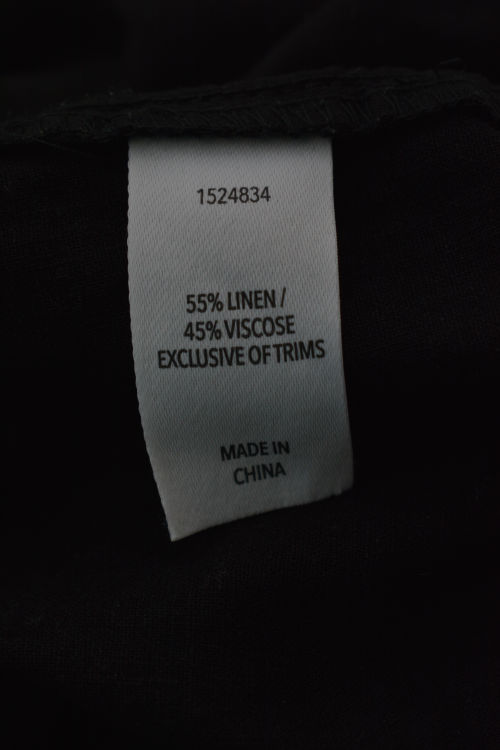 1524834
55% LINEN /
45% VISCOSE
EXCLUSIVE OF TRIMS
MADE IN
CHINA